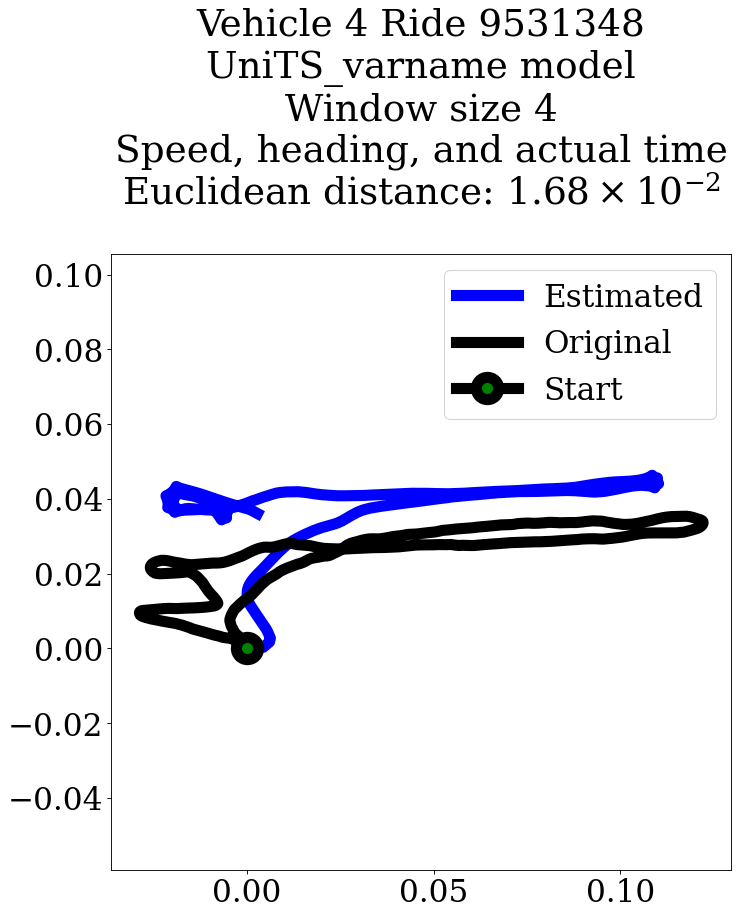 Vehicle 4 Ride 9531348
UniTS_varname model
Window size 4
Speed, heading, and actual time
Euclidean distance: 1.68 × 10⁻²
Estimated
Original
Start
0.10
0.08
0.06
0.04
0.02
0.00
−0.02
−0.04
0.00 0.05 0.10